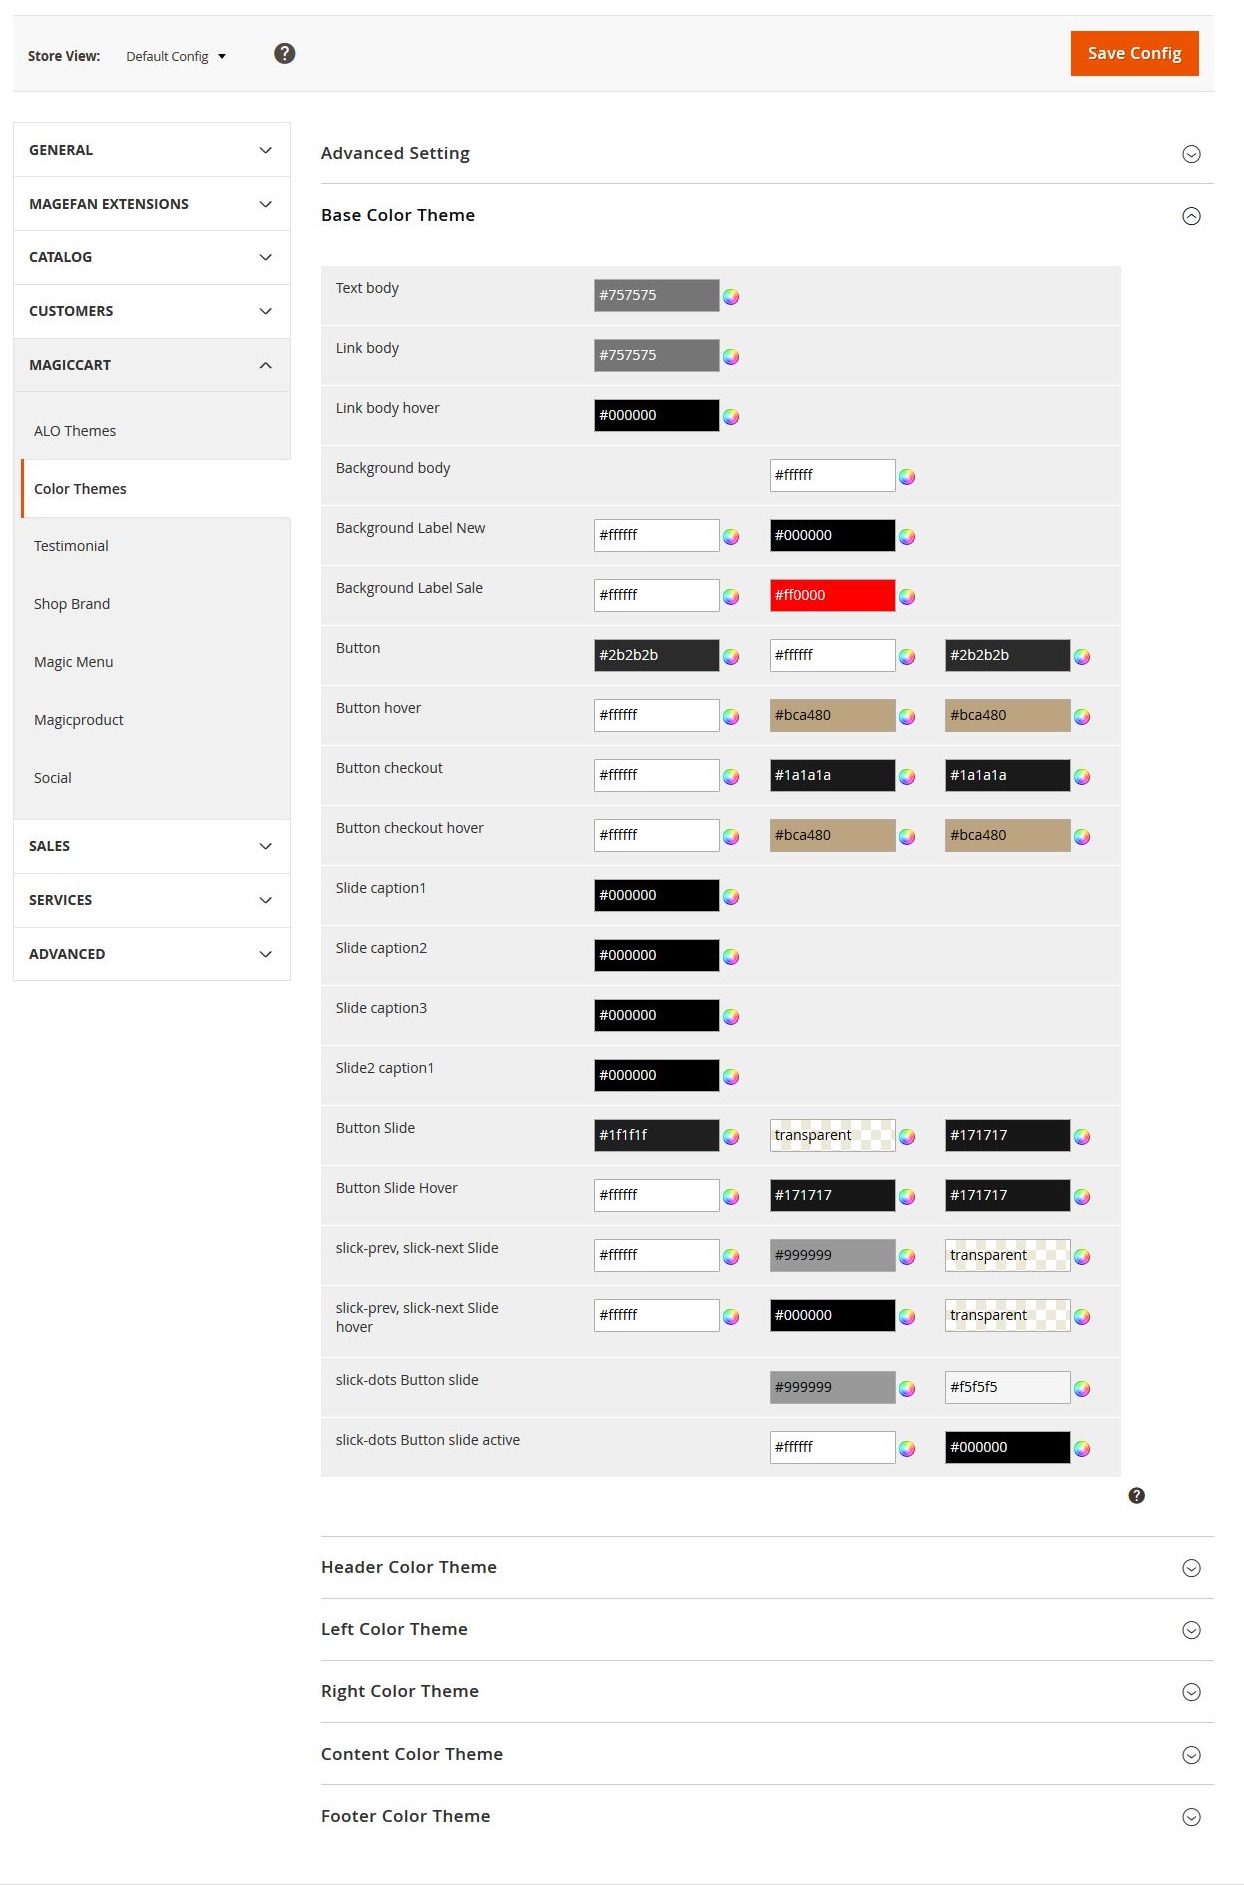 Store View: Default Config ? Save Config
GENERAL
MAGEFAN EXTENSIONS
CATALOG
CUSTOMERS
MAGICCART
ALO Themes
Color Themes
Testimonial
Shop Brand
Magic Menu
Magicproduct
Social
SALES
SERVICES
ADVANCED
Advanced Setting
Base Color Theme
Text body #757575
Link body #757575
Link body hover #000000
Background body #ffffff
Background Label New #ffffff #000000
Background Label Sale #ffffff #ff0000
Button #2b2b2b #ffffff #2b2b2b
Button hover #ffffff #bca480 #bca480
Button checkout #ffffff #1a1a1a #1a1a1a
Button checkout hover #ffffff #bca480 #bca480
Slide caption1 #000000
Slide caption2 #000000
Slide caption3 #000000
Slide2 caption1 #000000
Button Slide #1f1f1f transparent #171717
Button Slide Hover #ffffff #171717 #171717
slick-prev, slick-next Slide #ffffff #999999 transparent
slick-prev, slick-next Slide #ffffff #000000 transparent
hover
slick-dots Button slide #999999 #f5f5f5
slick-dots Button slide active #ffffff #000000
?
Header Color Theme
Left Color Theme
Right Color Theme
Content Color Theme
Footer Color Theme